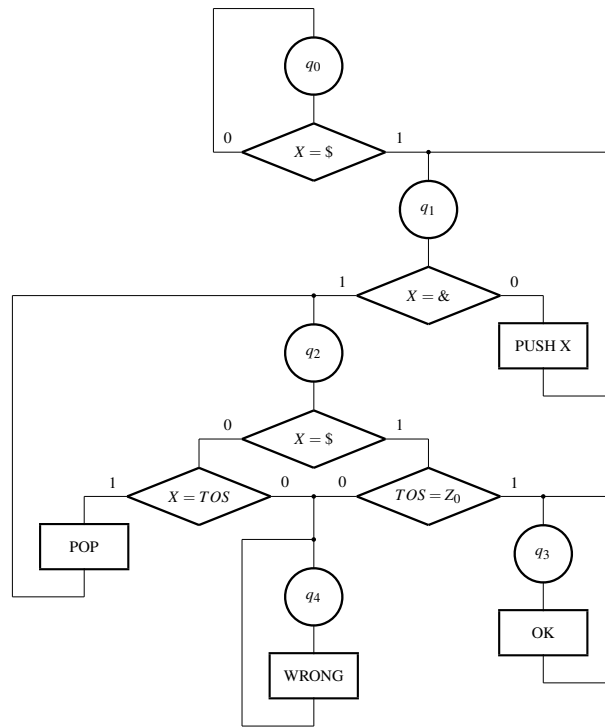 q0
0
X = $
1
q1
1
X = &
0
PUSH X
q2
0
X = $
1
1
X = TOS
0
0
TOS = Z0
1
POP
q3
q4
OK
WRONG